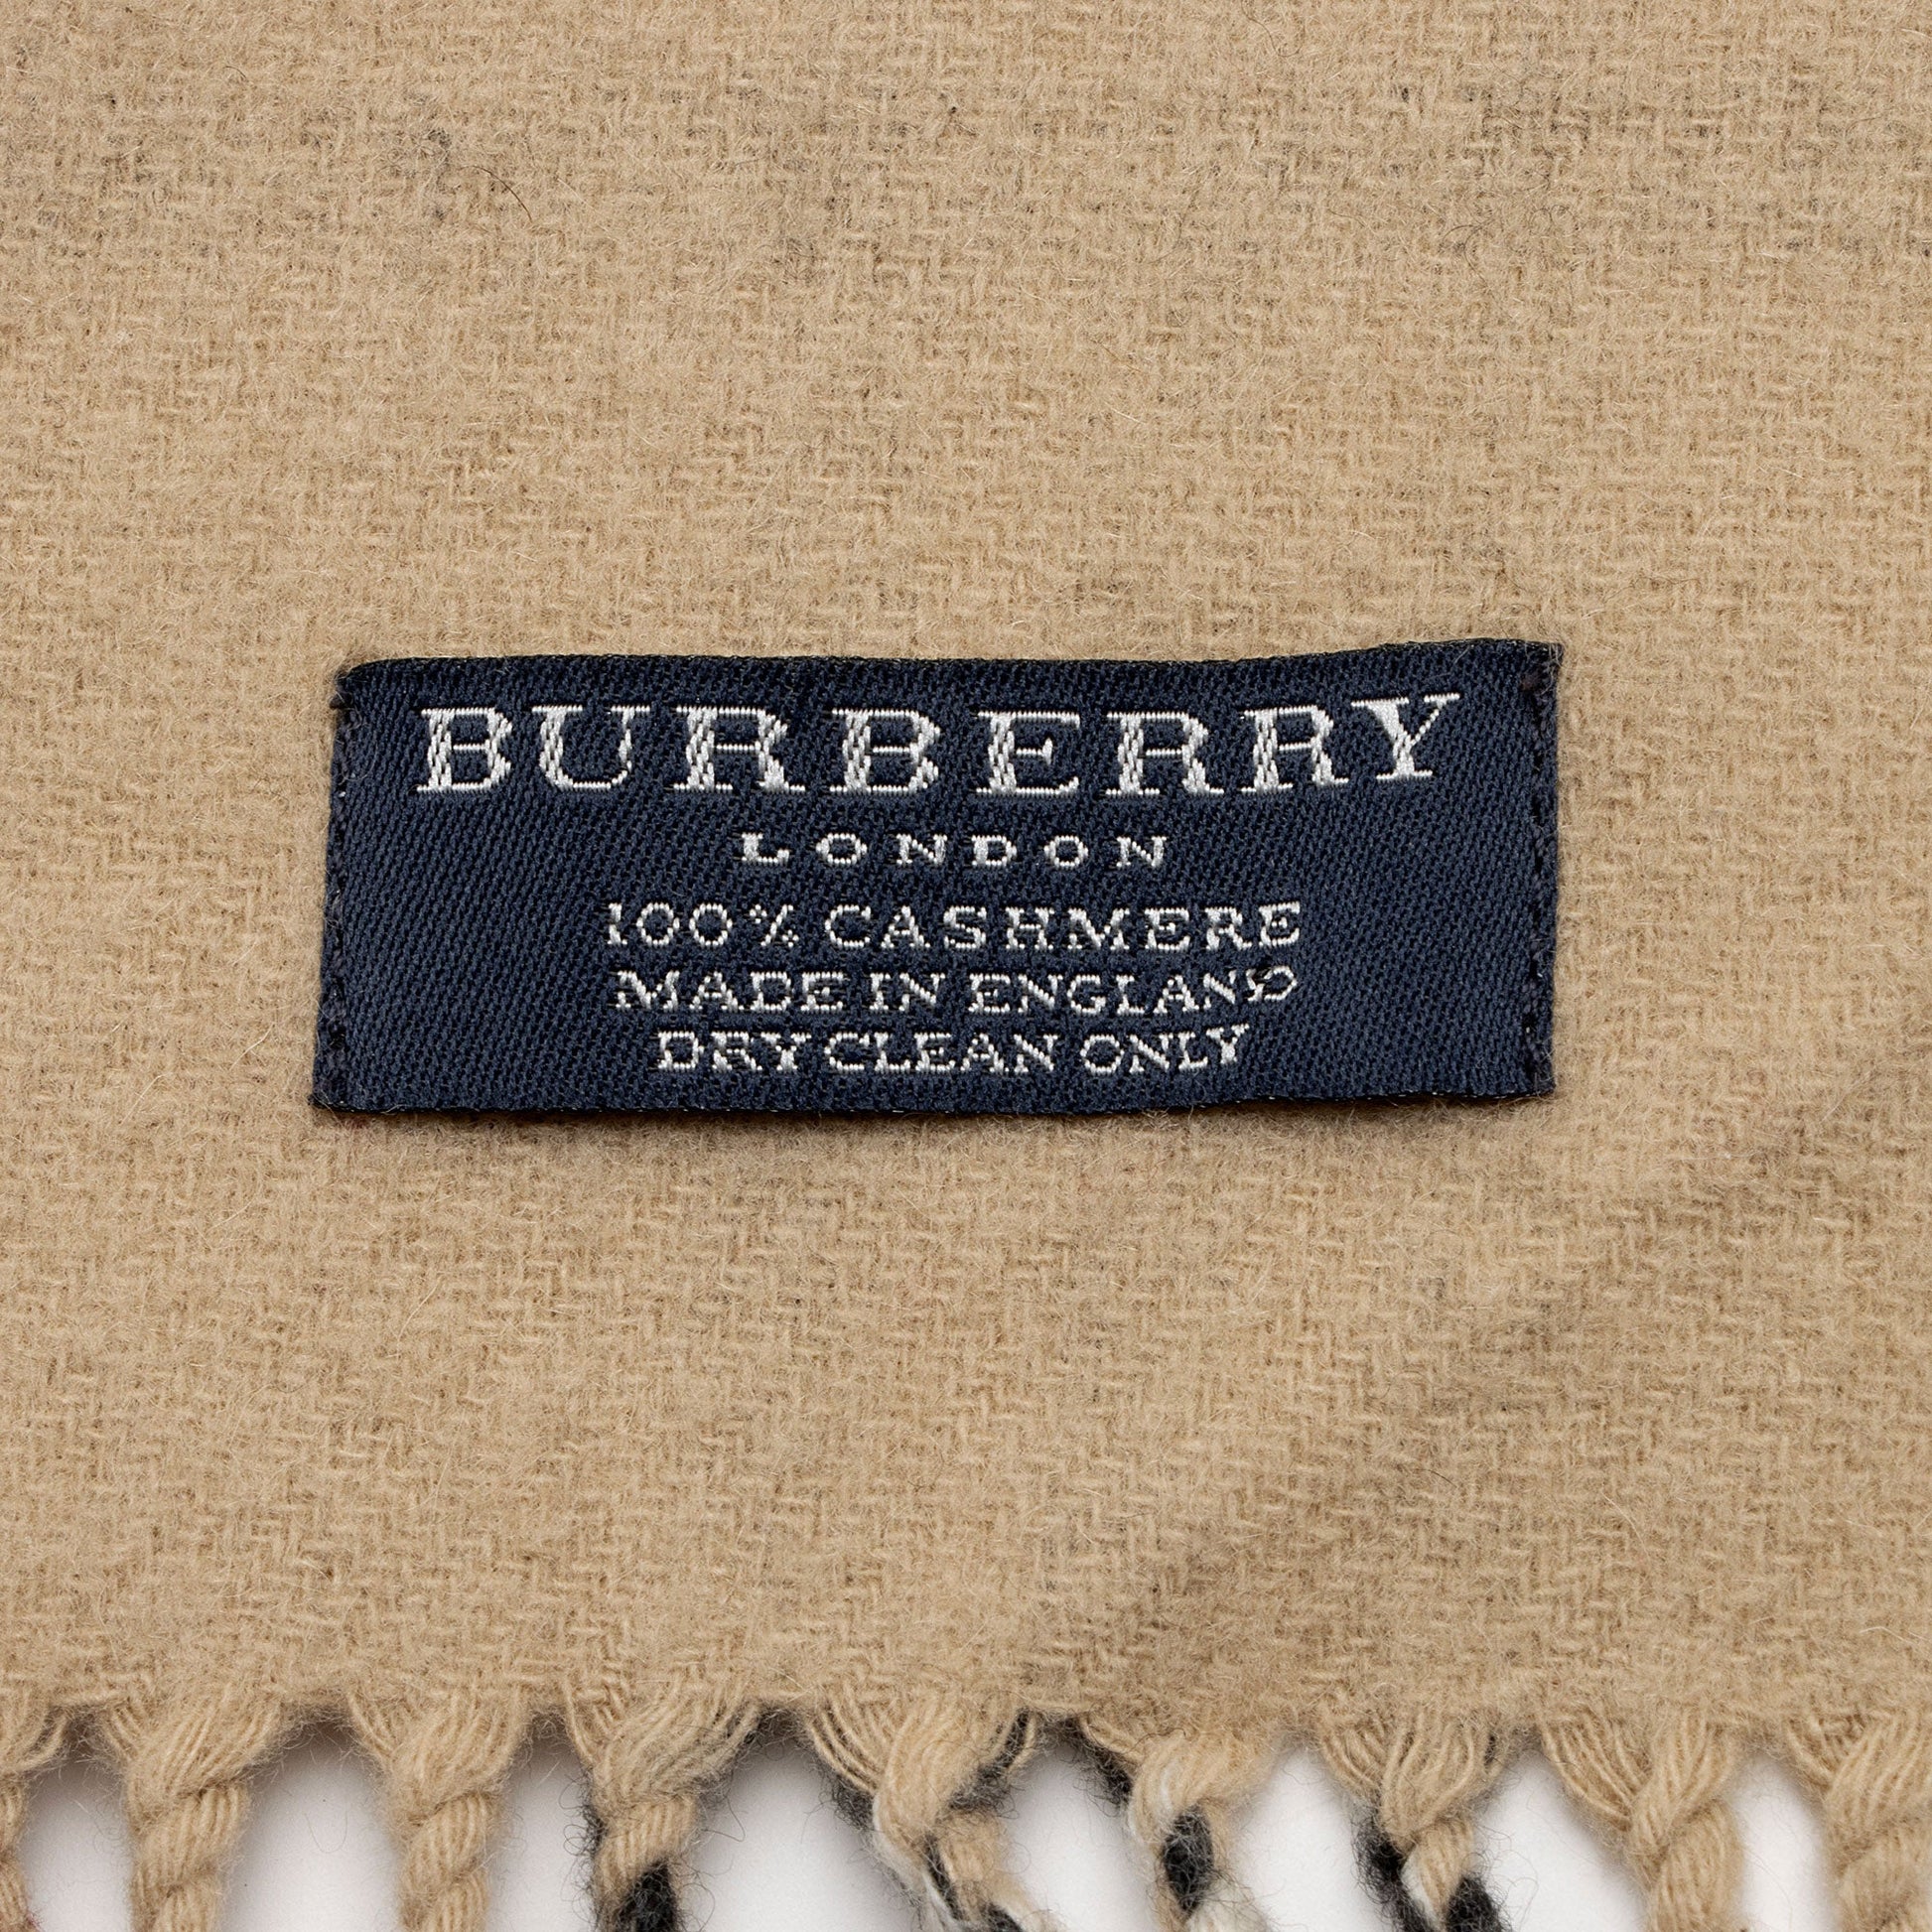 BURBERRY
LONDON
100% CASHMERE
MADE IN ENGLAND
DRY CLEAN ONLY